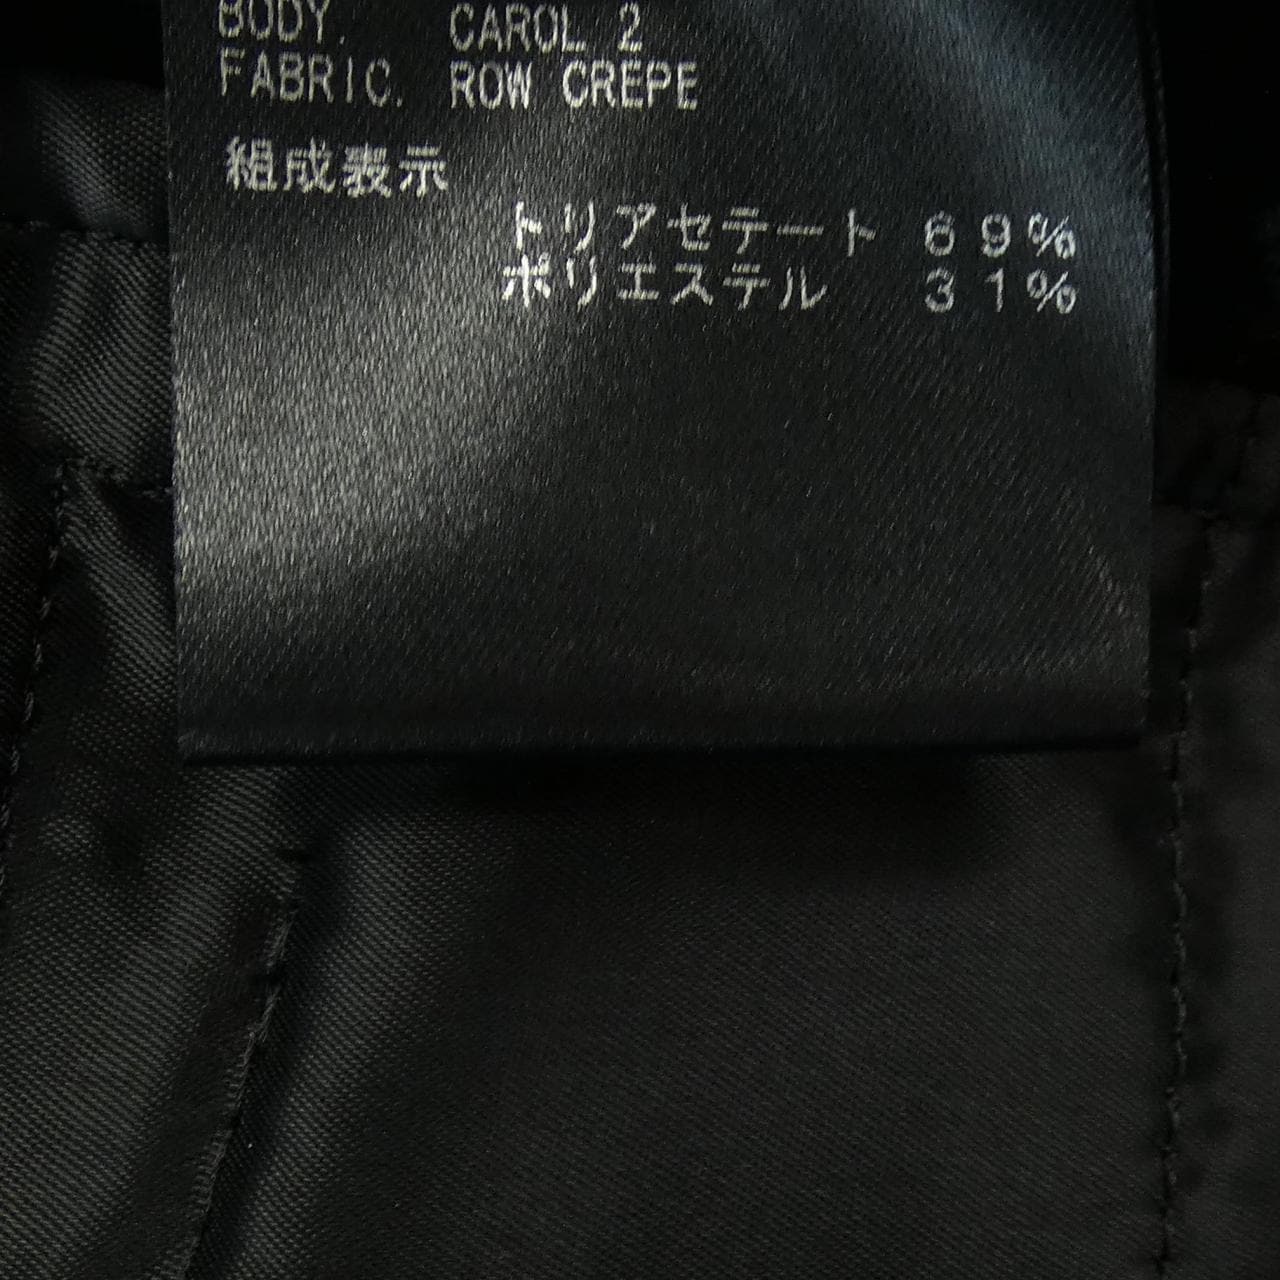 BODY. CAROL 2
FABRIC. ROW CREPE
組成表示
トリアセテート 69%
ポリエステル 31%